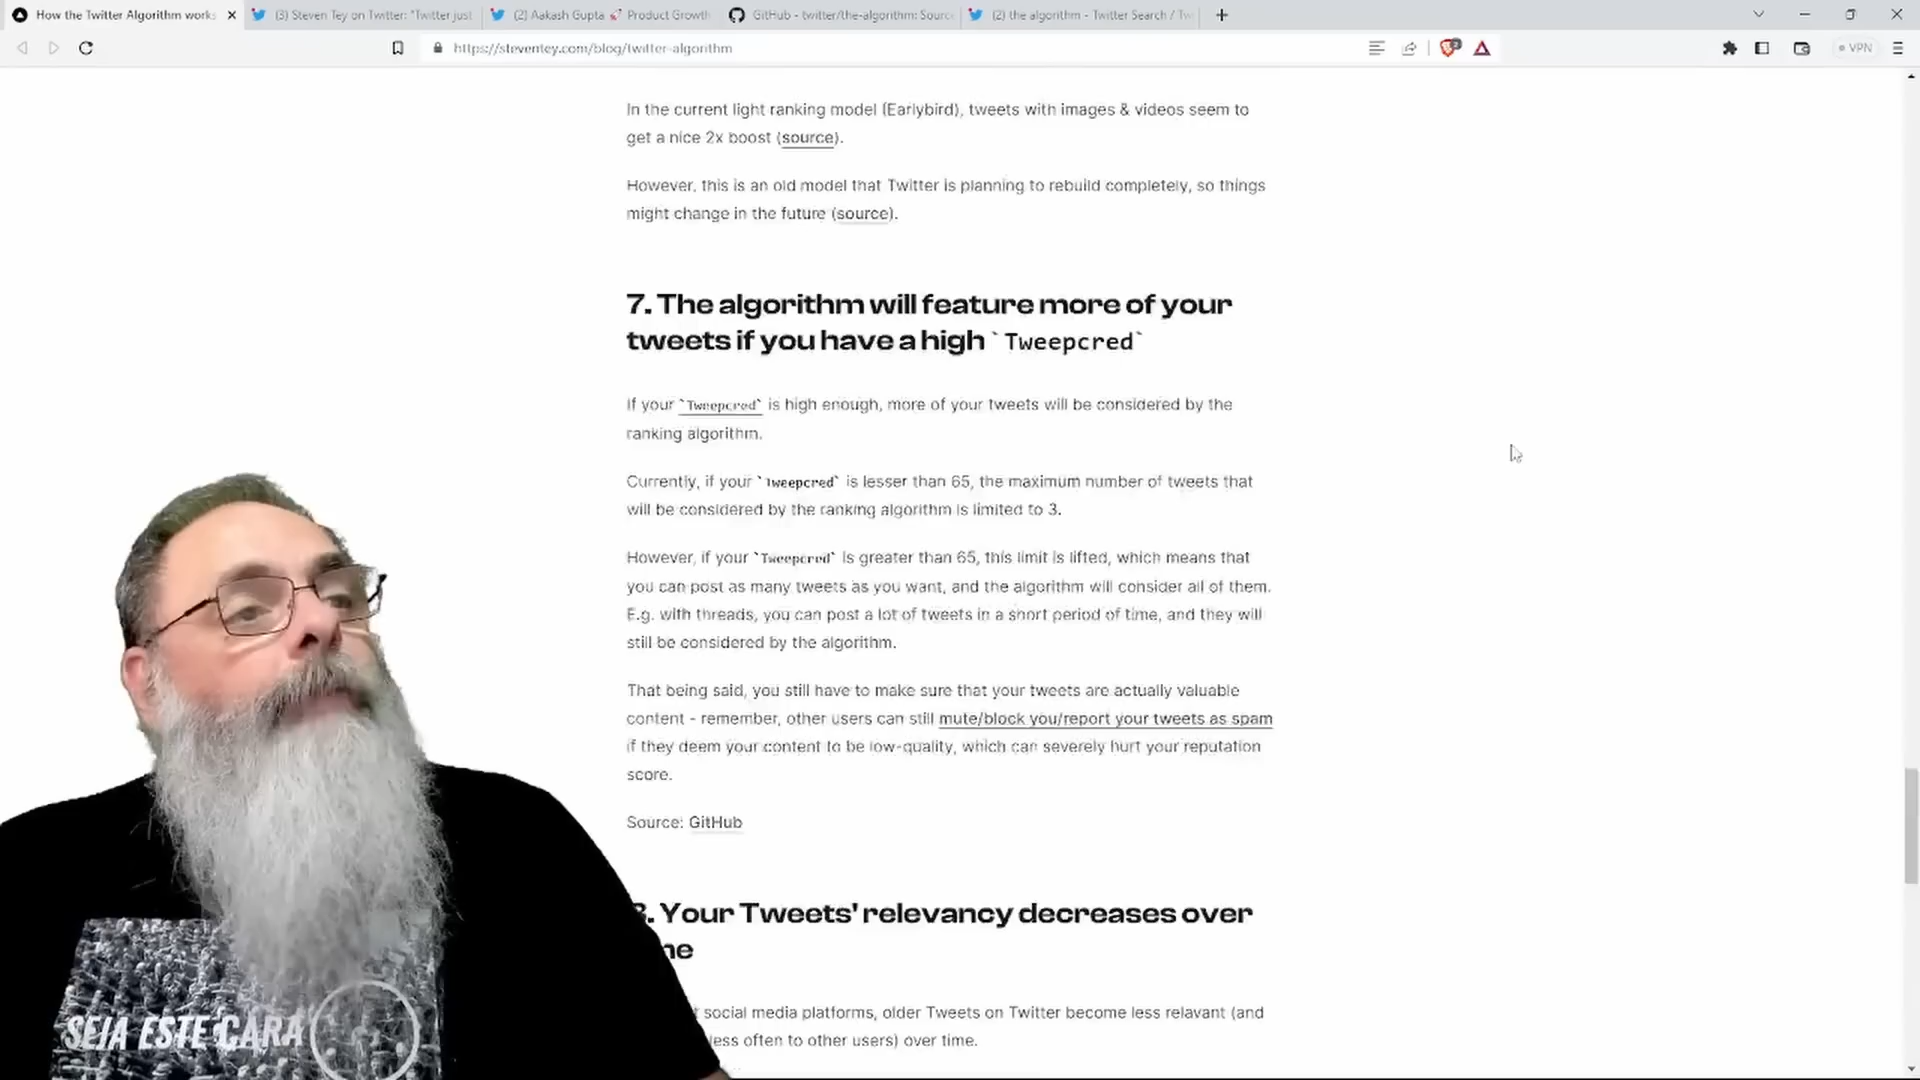 How the Twitter Algorithm works
(3) Steven Tey on Twitter: "Twitter just
(2) Aakash Gupta 🚀 Product Growth
GitHub - twitter/the-algorithm: Sourc
(2) the algorithm - Twitter Search / Tw
https://steventey.com/blog/twitter-algorithm
VPN
In the current light ranking model (Earlybird), tweets with images & videos seem to
get a nice 2x boost (source).
However, this is an old model that Twitter is planning to rebuild completely, so things
might change in the future (source).
7. The algorithm will feature more of your
tweets if you have a high `Tweepcred`
If your `Tweepcred` is high enough, more of your tweets will be considered by the
ranking algorithm.
Currently, if your `Tweepcred` is lesser than 65, the maximum number of tweets that
will be considered by the ranking algorithm is limited to 3.
However, if your `Tweepcred` is greater than 65, this limit is lifted, which means that
you can post as many tweets as you want, and the algorithm will consider all of them.
E.g. with threads, you can post a lot of tweets in a short period of time, and they will
still be considered by the algorithm.
That being said, you still have to make sure that your tweets are actually valuable
content - remember, other users can still mute/block you/report your tweets as spam
if they deem your content to be low-quality, which can severely hurt your reputation
score.
Source: GitHub
8. Your Tweets' relevancy decreases over
me
social media platforms, older Tweets on Twitter become less relavant (and
less often to other users) over time.
SEJA ESTE CARA